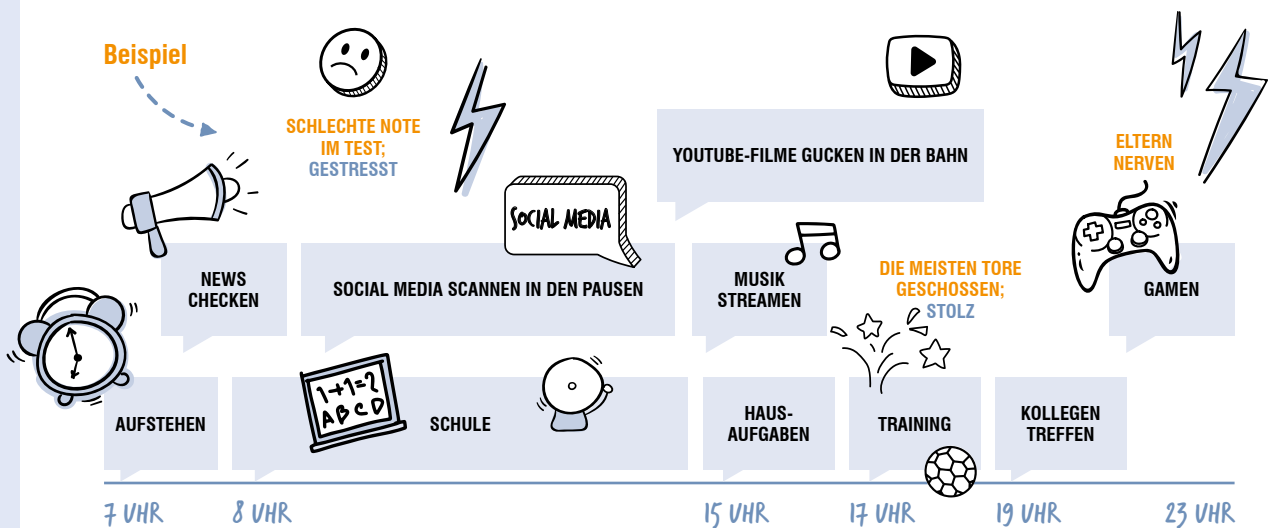 Beispiel
SCHLECHTE NOTE
IM TEST;
GESTRESST
YOUTUBE-FILME GUCKEN IN DER BAHN
ELTERN
NERVEN
SOCIAL MEDIA
NEWS
CHECKEN
SOCIAL MEDIA SCANNEN IN DEN PAUSEN
MUSIK
STREAMEN
DIE MEISTEN TORE
GESCHOSSEN;
STOLZ
GAMEN
AUFSTEHEN
1+1=?
ABCD
SCHULE
HAUS-
AUFGABEN
TRAINING
KOLLEGEN
TREFFEN
7 UHR
8 UHR
15 UHR
17 UHR
19 UHR
23 UHR